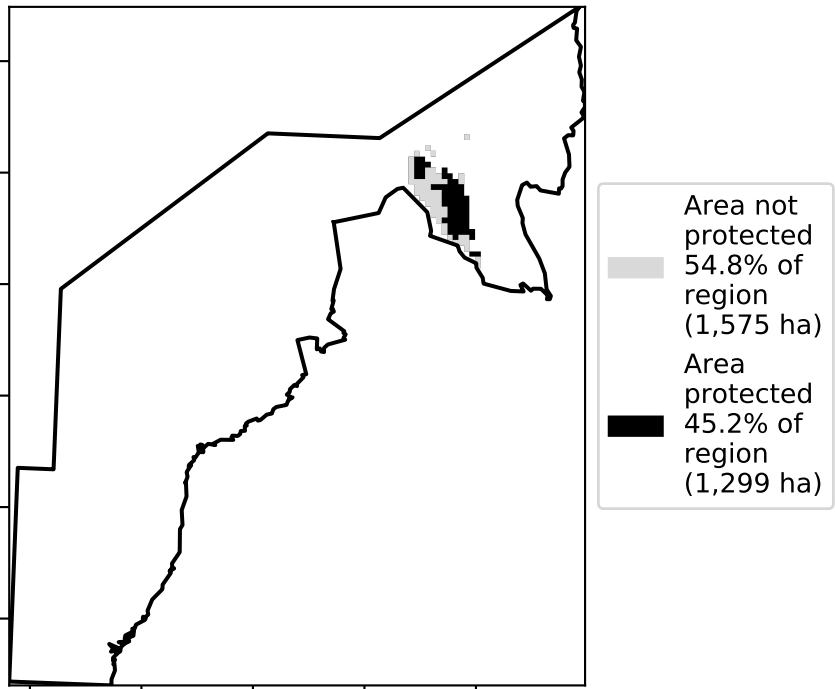 Area not
protected
54.8% of
region
(1,575 ha)
Area
protected
45.2% of
region
(1,299 ha)